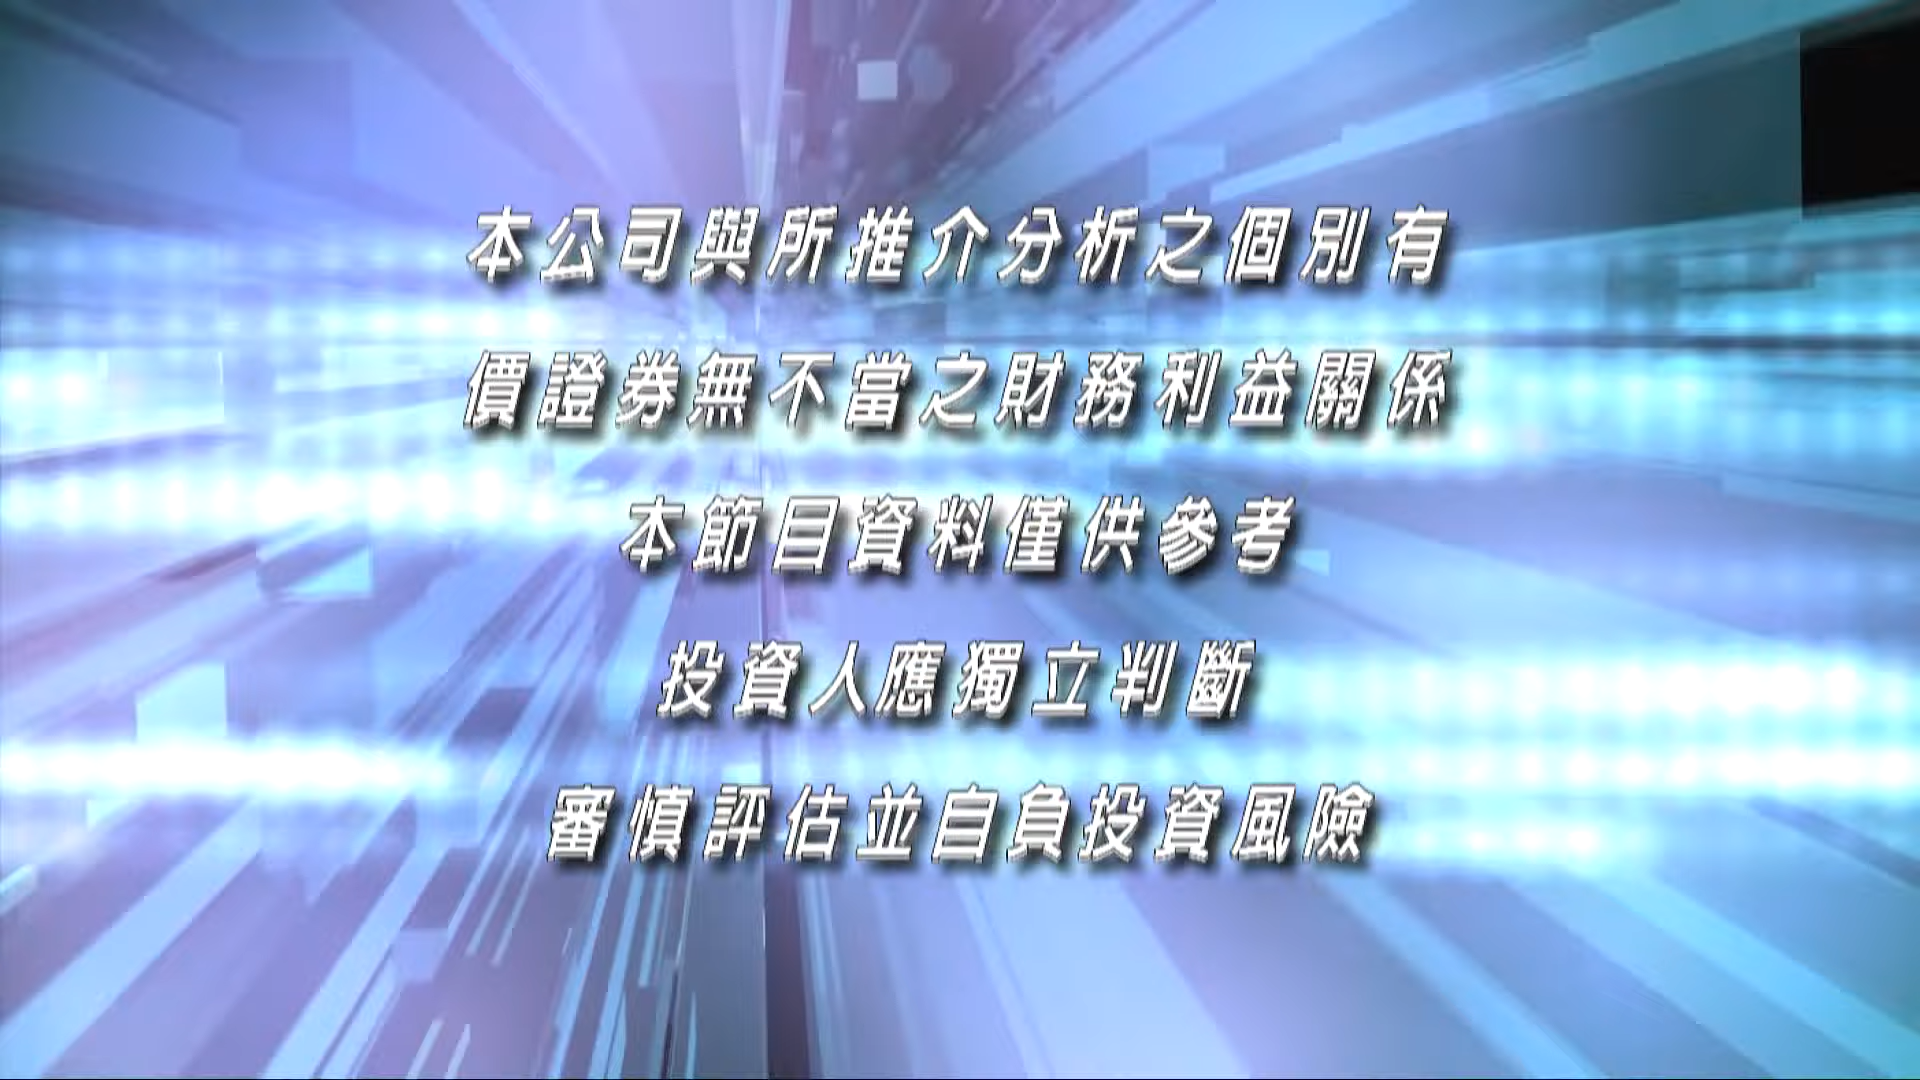 本公司與所推介分析之個別有
價證券無不當之財務利益關係
本節目資料僅供參考
投資人應獨立判斷
審慎評估並自負投資風險